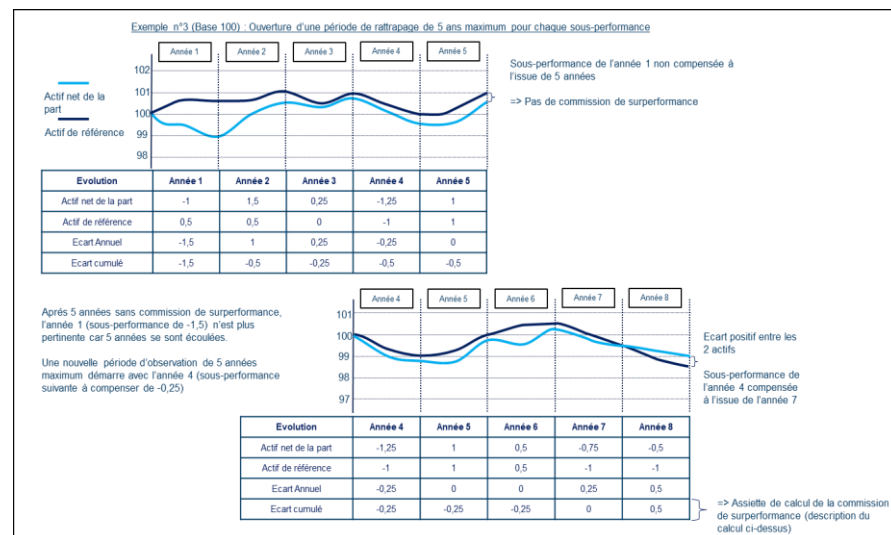 Exemple n°3 (Base 100) : Ouverture d'une période de rattrapage de 5 ans maximum pour chaque sous-performance
Année 1 Année 2 Année 3 Année 4 Année 5
102
101
100
99
98
Actif net de la
part
Actif de référence
Sous-performance de l'année 1 non compensée à
l'issue de 5 années
=> Pas de commission de surperformance
Evolution Année 1 Année 2 Année 3 Année 4 Année 5
Actif net de la part -1 1,5 0,25 -1,25 1
Actif de référence 0,5 0,5 0 -1 1
Ecart Annuel -1,5 1 0,25 -0,25 0
Ecart cumulé -1,5 -0,5 -0,25 -0,5 -0,5
Aprés 5 années sans commission de surperformance,
l'année 1 (sous-performance de -1,5) n'est plus
pertinente car 5 années se sont écoulées.
Une nouvelle période d'observation de 5 années
maximum démarre avec l'année 4 (sous-performance
suivante à compenser de -0,25)
Année 4 Année 5 Année 6 Année 7 Année 8
101
100
99
98
97
Ecart positif entre les
2 actifs
Sous-performance de
l'année 4 compensée
à l'issue de l'année 7
Evolution Année 4 Année 5 Année 6 Année 7 Année 8
Actif net de la part -1,25 1 0,5 -0,75 -0,5
Actif de référence -1 1 0,5 -1 -1
Ecart Annuel -0,25 0 0 0,25 0,5
Ecart cumulé -0,25 -0,25 -0,25 0 0,5
=> Assiette de calcul de la commission
de surperformance (description du
calcul ci-dessus)